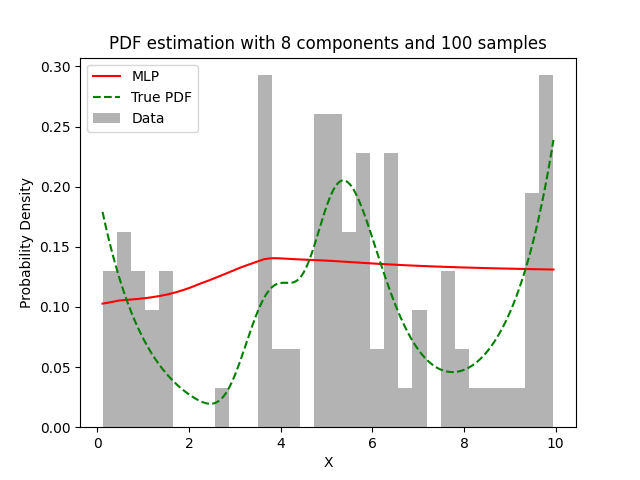 PDF estimation with 8 components and 100 samples
MLP
True PDF
Data
Probability Density
0.30
0.25
0.20
0.15
0.10
0.05
0.00
0
2
4
6
8
10
X